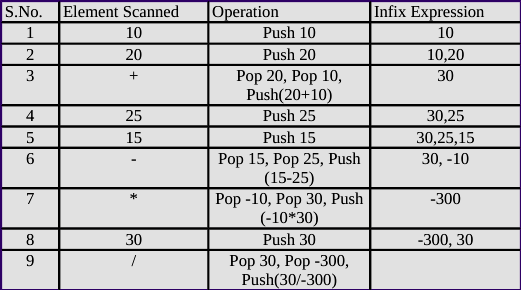 S.No. Element Scanned Operation Infix Expression
1 10 Push 10 10
2 20 Push 20 10,20
3 + Pop 20, Pop 10, 30
Push(20+10)
4 25 Push 25 30,25
5 15 Push 15 30,25,15
6 - Pop 15, Pop 25, Push 30, -10
(15-25)
7 * Pop -10, Pop 30, Push -300
(-10*30)
8 30 Push 30 -300, 30
9 / Pop 30, Pop -300,
Push(30/-300)